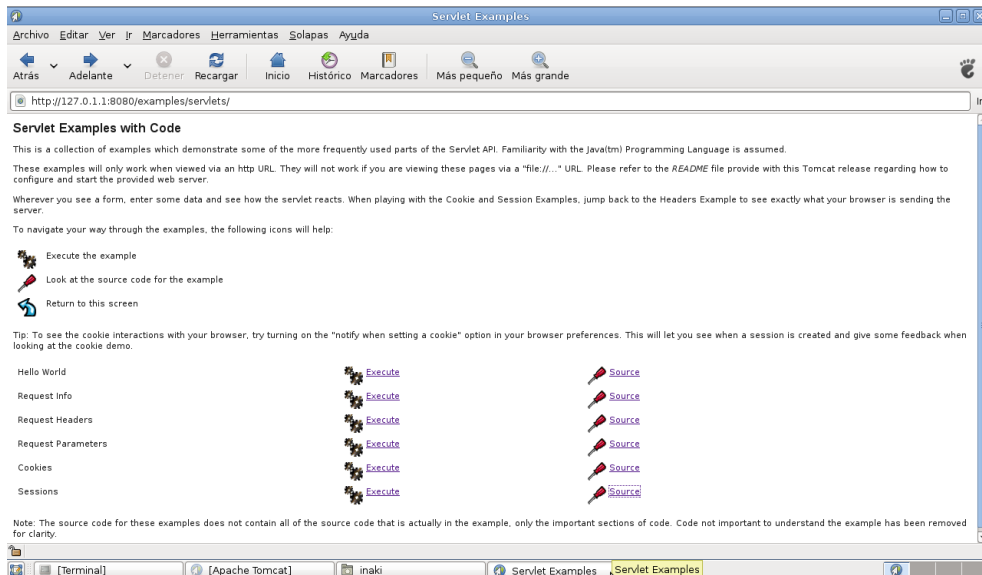 Servlet Examples
Archivo Editar Ver Ir Marcadores Herramientas Solapas Ayuda
Atrás Adelante Detener Recargar Inicio Histórico Marcadores Más pequeño Más grande
http://127.0.1.1:8080/examples/servlets/
Servlet Examples with Code
This is a collection of examples which demonstrate some of the more frequently used parts of the Servlet API. Familiarity with the Java(tm) Programming Language is assumed.
These examples will only work when viewed via an http URL. They will not work if you are viewing these pages via a "file://..." URL. Please refer to the README file provide with this Tomcat release regarding how to
configure and start the provided web server.
Wherever you see a form, enter some data and see how the servlet reacts. When playing with the Cookie and Session Examples, jump back to the Headers Example to see exactly what your browser is sending the
server.
To navigate your way through the examples, the following icons will help:
Execute the example
Look at the source code for the example
Return to this screen
Tip: To see the cookie interactions with your browser, try turning on the "notify when setting a cookie" option in your browser preferences. This will let you see when a session is created and give some feedback when
looking at the cookie demo.
Hello World Execute Source
Request Info Execute Source
Request Headers Execute Source
Request Parameters Execute Source
Cookies Execute Source
Sessions Execute Source
Note: The source code for these examples does not contain all of the source code that is actually in the example, only the important sections of code. Code not important to understand the example has been removed
for clarity.
[Terminal] [Apache Tomcat] inaki Servlet Examples Servlet Examples